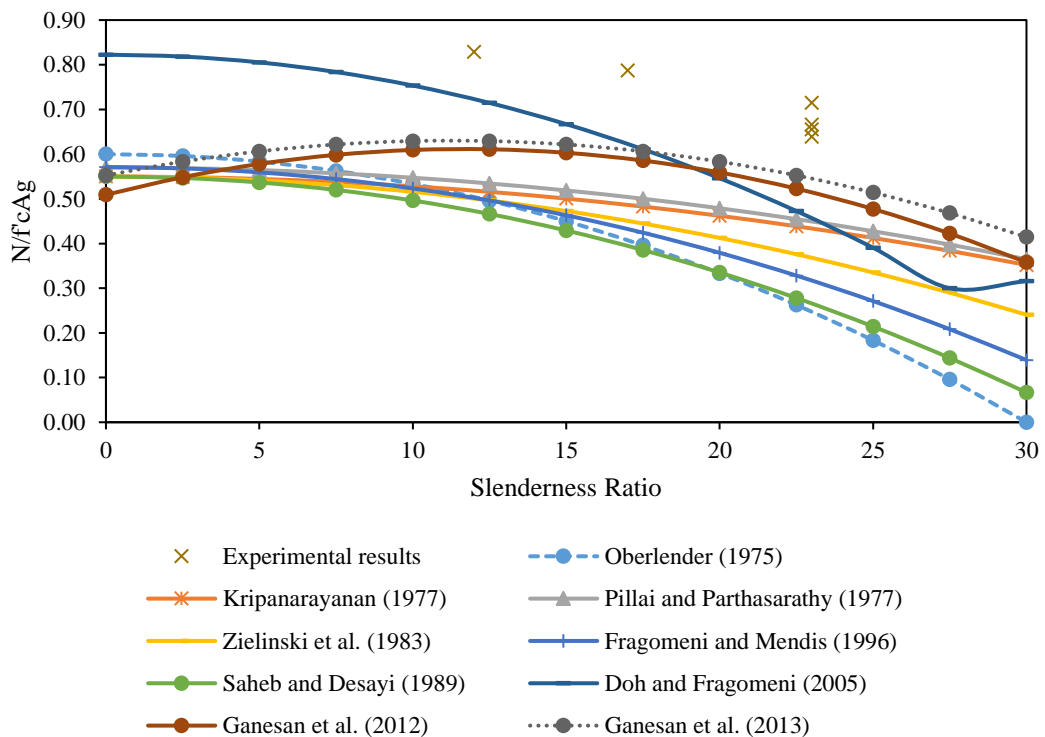 0.90
0.80
0.70
0.60
0.50
0.40
0.30
0.20
0.10
0.00
N/f'cAg
0 5 10 15 20 25 30
Slenderness Ratio
Experimental results
Oberlender (1975)
Kripanarayanan (1977)
Pillai and Parthasarathy (1977)
Zielinski et al. (1983)
Fragomeni and Mendis (1996)
Saheb and Desayi (1989)
Doh and Fragomeni (2005)
Ganesan et al. (2012)
Ganesan et al. (2013)